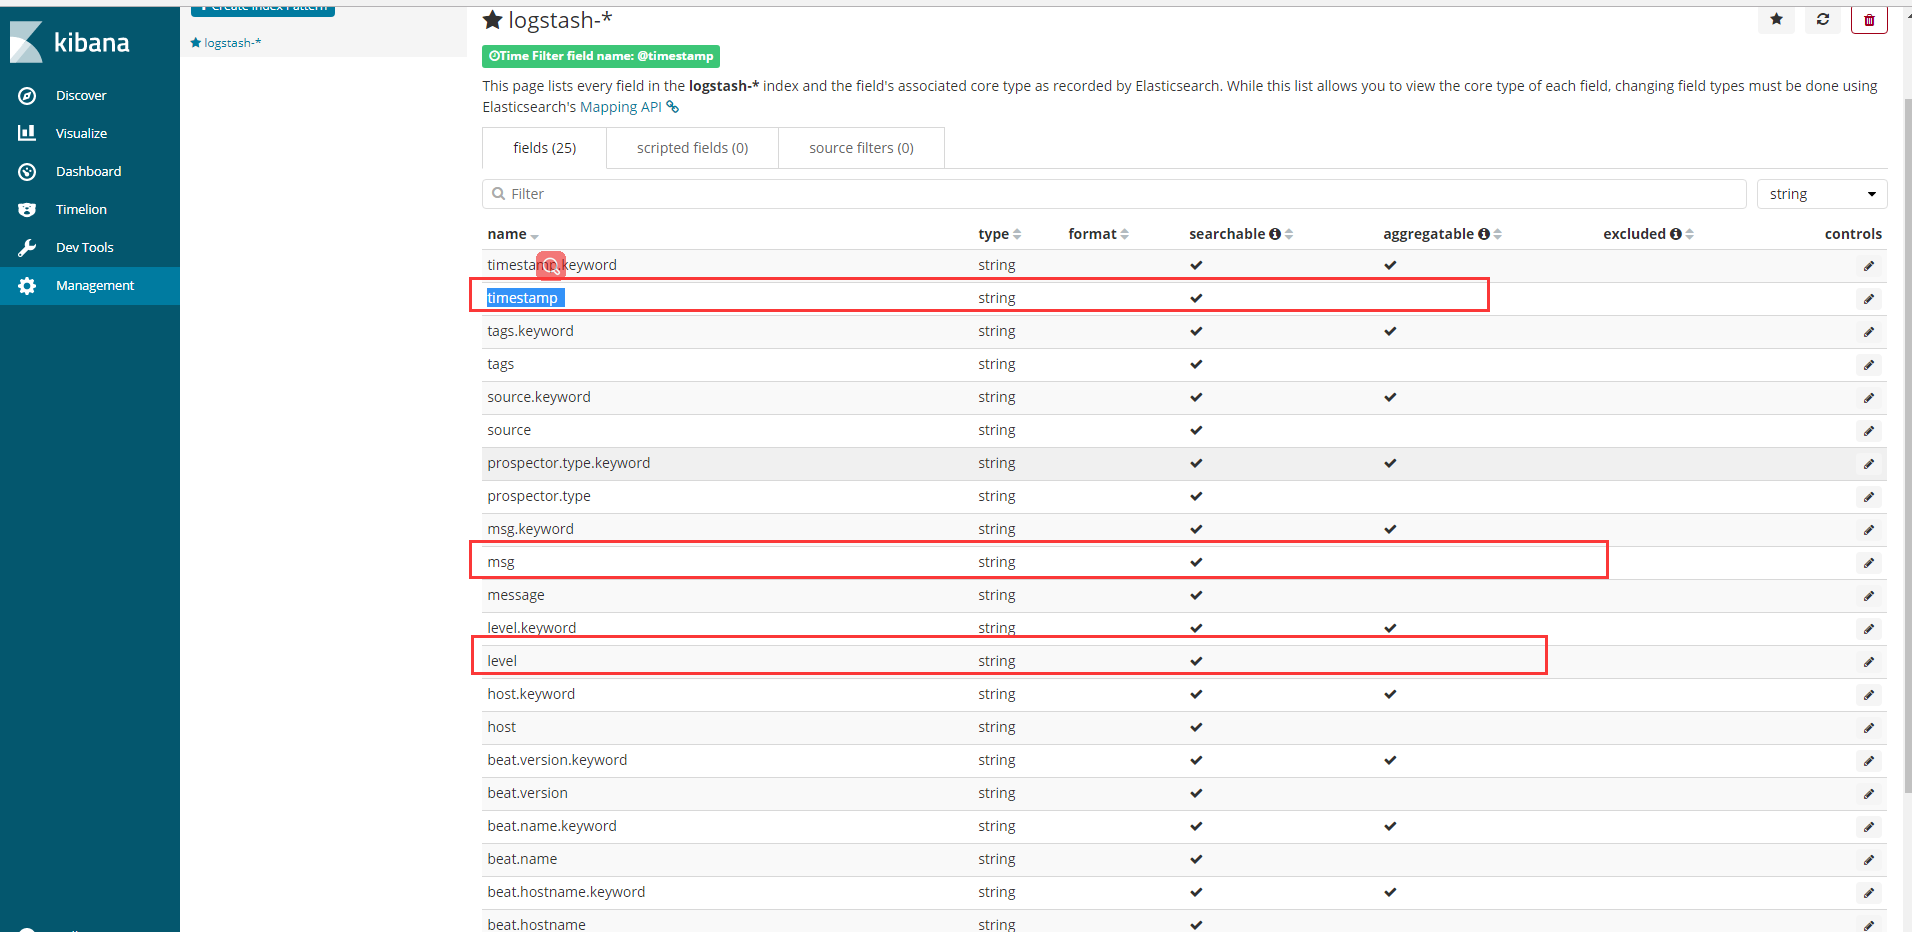 kibana
Discover
Visualize
Dashboard
Timelion
Dev Tools
Management
Create Index Pattern
logstash-*
logstash-*
Time Filter field name: @timestamp
This page lists every field in the logstash-* index and the field's associated core type as recorded by Elasticsearch. While this list allows you to view the core type of each field, changing field types must be done using
Elasticsearch's Mapping API
fields (25) scripted fields (0) source filters (0)
Filter string
name type format searchable aggregatable excluded controls
timestamp.keyword string
timestamp string
tags.keyword string
tags string
source.keyword string
source string
prospector.type.keyword string
prospector.type string
msg.keyword string
msg string
message string
level.keyword string
level string
host.keyword string
host string
beat.version.keyword string
beat.version string
beat.name.keyword string
beat.name string
beat.hostname.keyword string
beat.hostname string